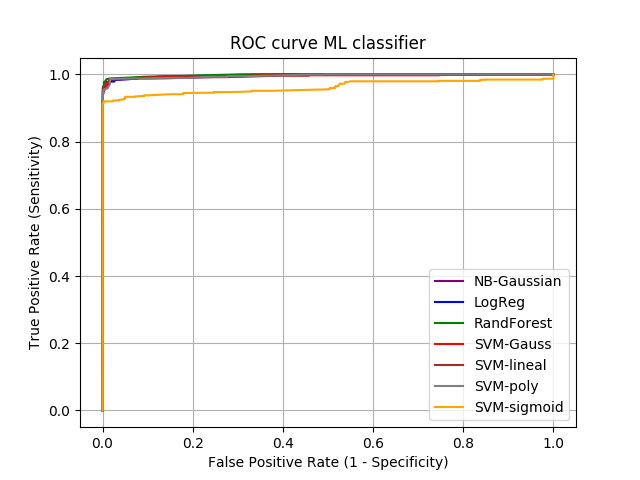 ROC curve ML classifier
True Positive Rate (Sensitivity)
1.0
0.8
0.6
0.4
0.2
0.0
0.0 0.2 0.4 0.6 0.8 1.0
False Positive Rate (1 - Specificity)
NB-Gaussian
LogReg
RandForest
SVM-Gauss
SVM-lineal
SVM-poly
SVM-sigmoid